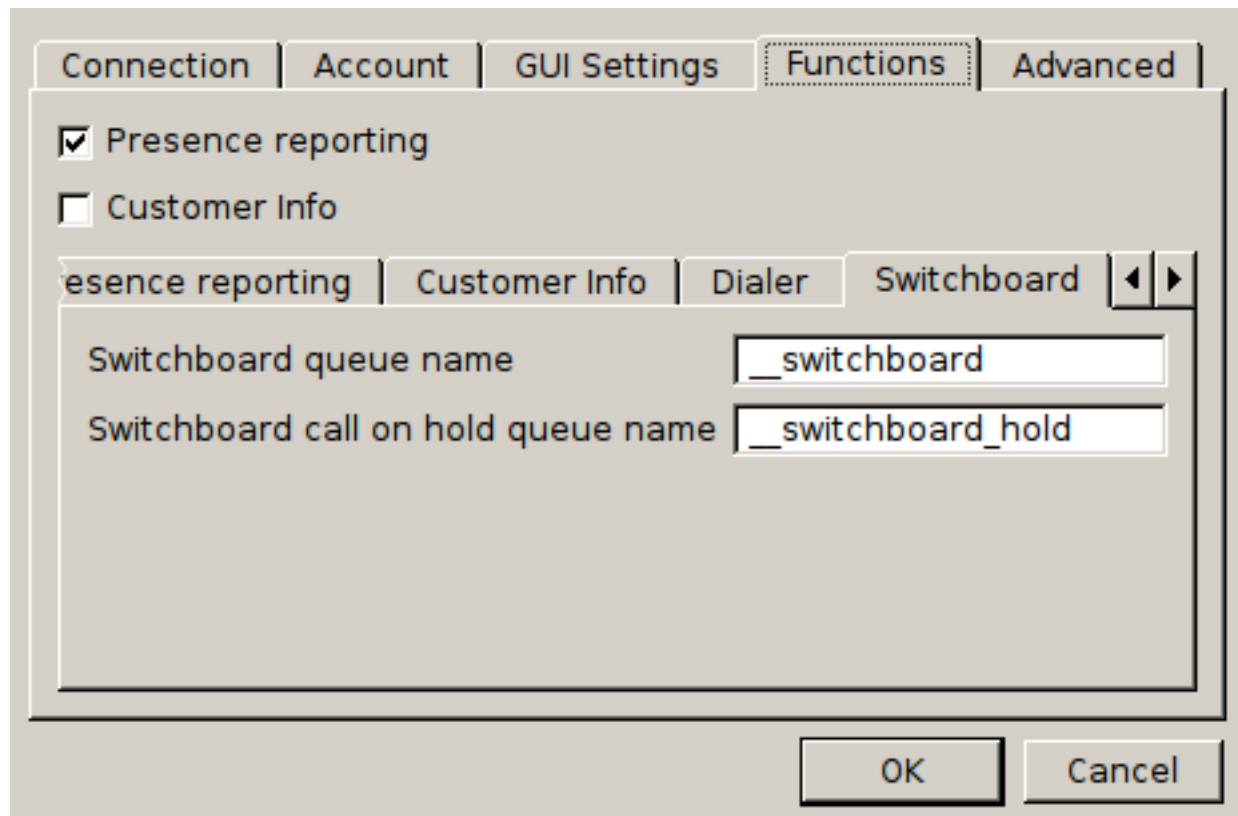 Connection Account GUI Settings Functions Advanced
Presence reporting
Customer Info
esence reporting Customer Info Dialer Switchboard
Switchboard queue name __switchboard
Switchboard call on hold queue name __switchboard_hold
OK Cancel